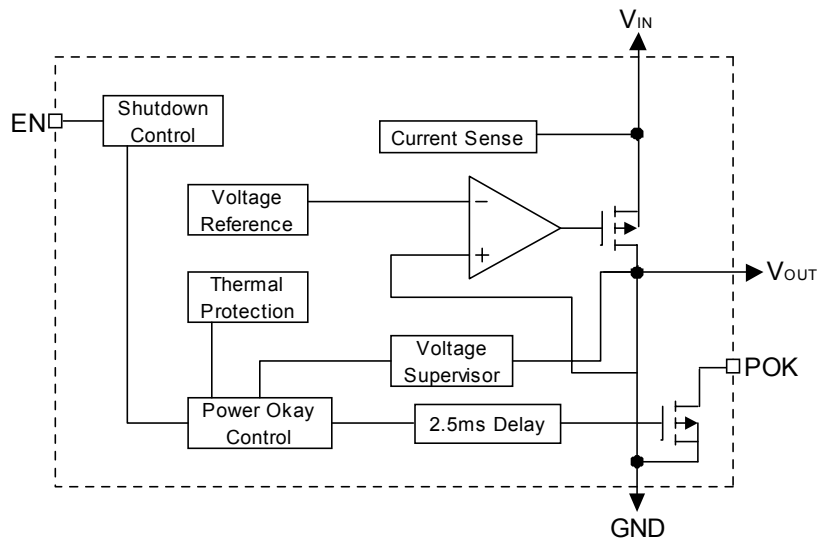 VIN
EN
Shutdown
Control
Current Sense
Voltage
Reference
−
+
VOUT
Thermal
Protection
Voltage
Supervisor
POK
Power Okay
Control
2.5ms Delay
GND